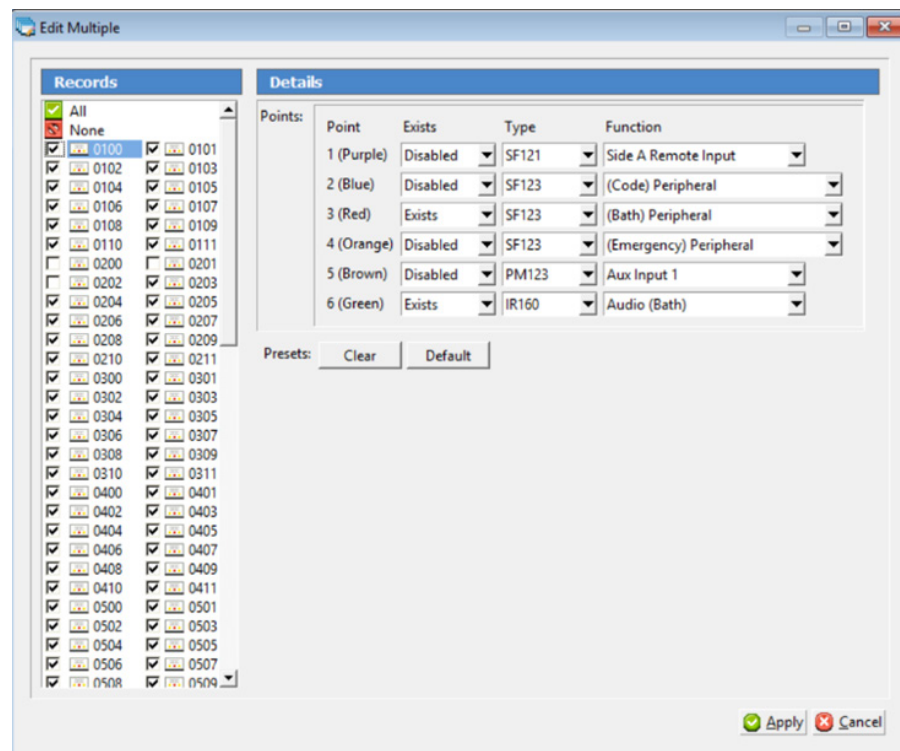 Edit Multiple
Records
All
None
0100 0101
0102 0103
0104 0105
0106 0107
0108 0109
0110 0111
0200 0201
0202 0203
0204 0205
0206 0207
0208 0209
0210 0211
0300 0301
0302 0303
0304 0305
0306 0307
0308 0309
0310 0311
0400 0401
0402 0403
0404 0405
0406 0407
0408 0409
0410 0411
0500 0501
0502 0503
0504 0505
0506 0507
0508 0509
Details
Points:
Point Exists Type Function
1 (Purple) Disabled SF121 Side A Remote Input
2 (Blue) Disabled SF123 (Code) Peripheral
3 (Red) Exists SF123 (Bath) Peripheral
4 (Orange) Disabled SF123 (Emergency) Peripheral
5 (Brown) Disabled PM123 Aux Input 1
6 (Green) Exists IR160 Audio (Bath)
Presets: Clear Default
Apply Cancel